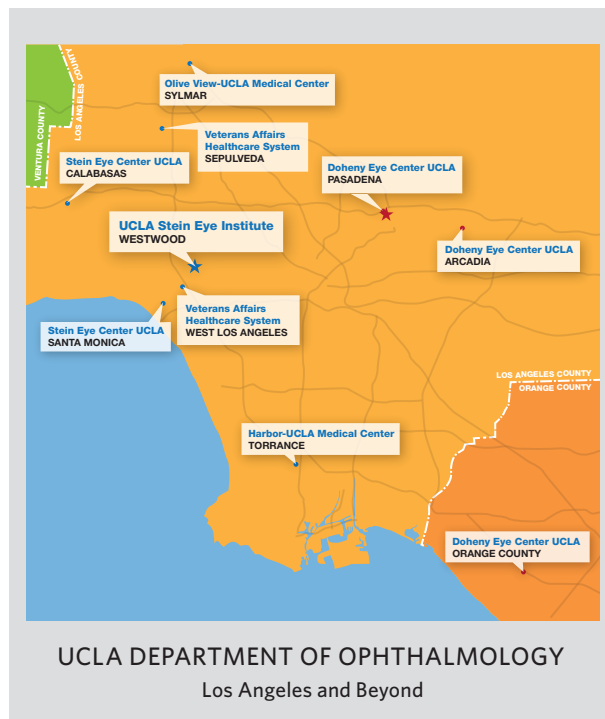 Olive View-UCLA Medical Center
SYLMAR
VENTURA COUNTY
LOS ANGELES COUNTY
Veterans Affairs
Healthcare System
SEPULVEDA
Stein Eye Center UCLA
CALABASAS
Doheny Eye Center UCLA
PASADENA
UCLA Stein Eye Institute
WESTWOOD
Doheny Eye Center UCLA
ARCADIA
Veterans Affairs
Healthcare System
WEST LOS ANGELES
Stein Eye Center UCLA
SANTA MONICA
LOS ANGELES COUNTY
ORANGE COUNTY
Harbor-UCLA Medical Center
TORRANCE
Doheny Eye Center UCLA
ORANGE COUNTY
UCLA DEPARTMENT OF OPHTHALMOLOGY
Los Angeles and Beyond